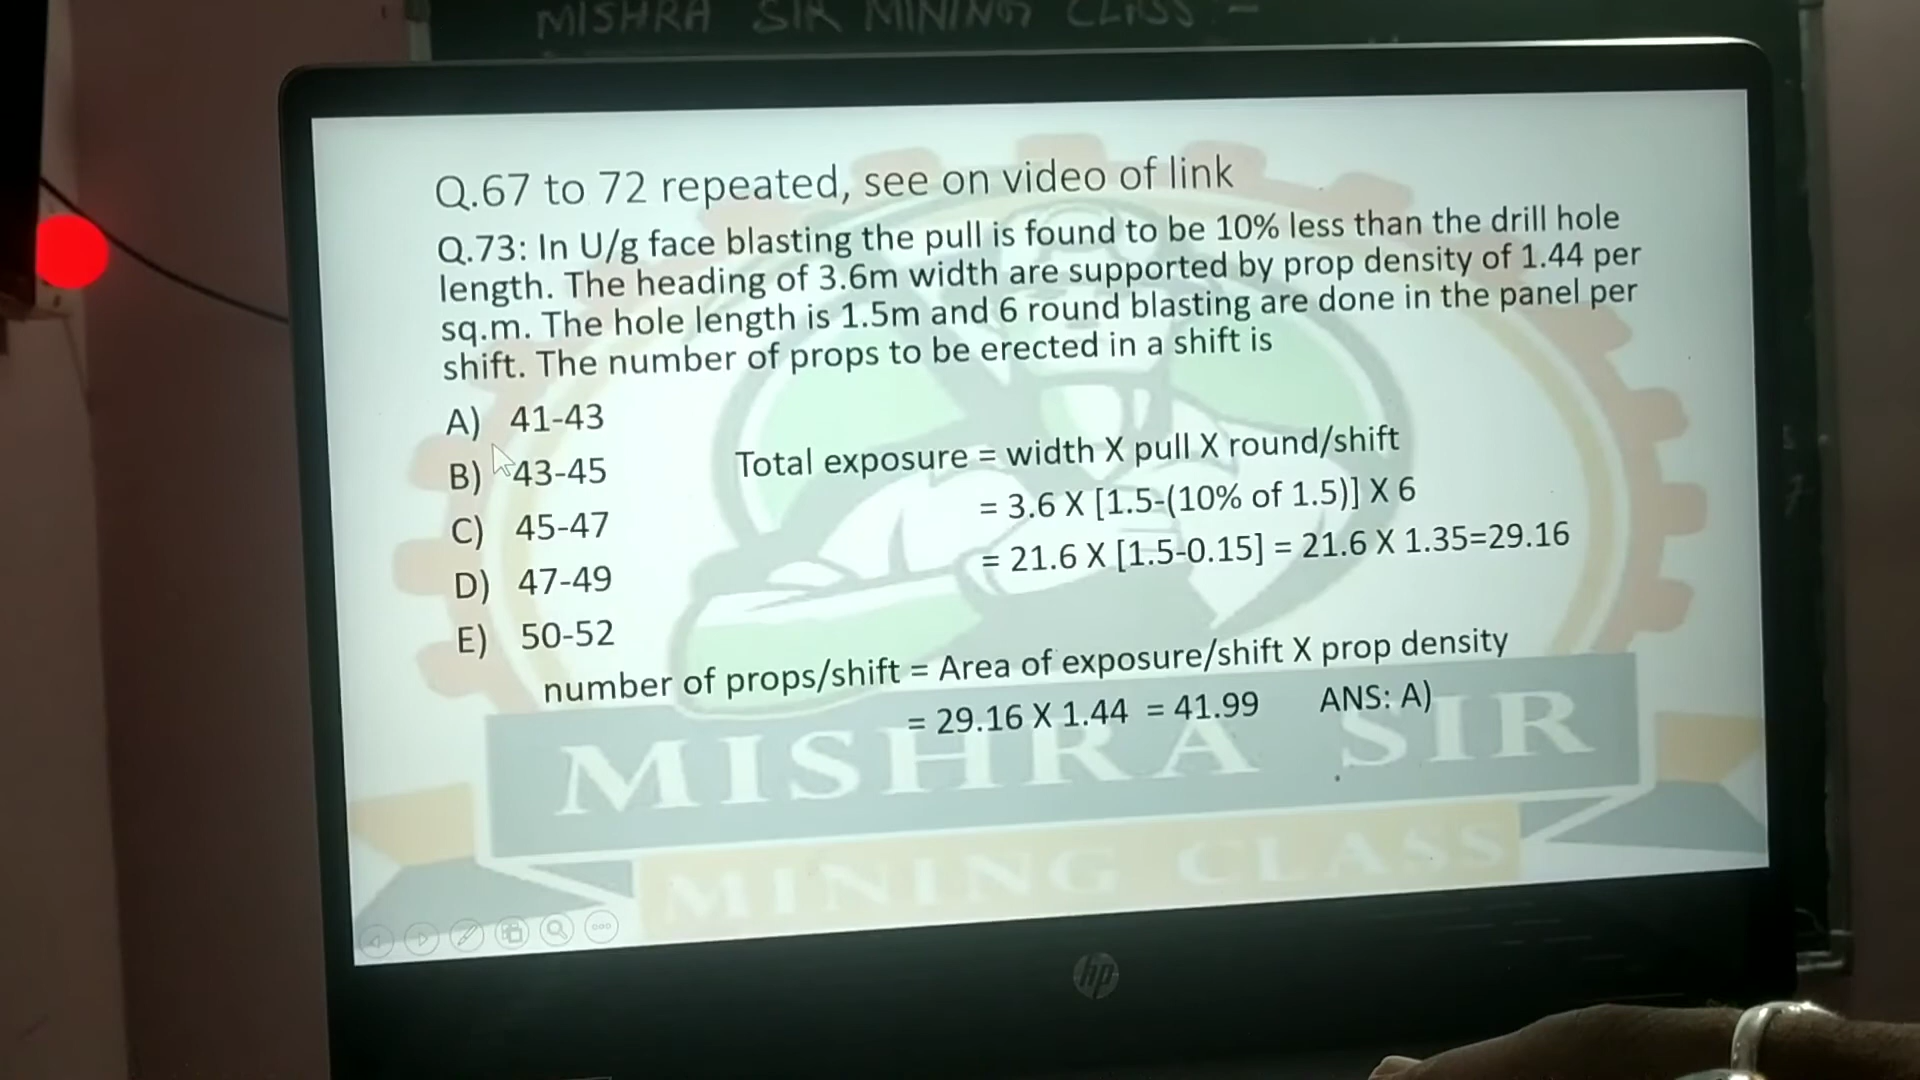 MISHRA SIR MINING CLASS :-
Q.67 to 72 repeated, see on video of link
Q.73: In U/g face blasting the pull is found to be 10% less than the drill hole
length. The heading of 3.6m width are supported by prop density of 1.44 per
sq.m. The hole length is 1.5m and 6 round blasting are done in the panel per
shift. The number of props to be erected in a shift is
A) 41-43
B) 43-45
C) 45-47
D) 47-49
E) 50-52
Total exposure = width X pull X round/shift
= 3.6 X [1.5-(10% of 1.5)] X 6
= 21.6 X [1.5-0.15] = 21.6 X 1.35=29.16
number of props/shift = Area of exposure/shift X prop density
= 29.16 X 1.44 = 41.99 ANS: A)
MISHRA SIR
MINING CLASS
hp